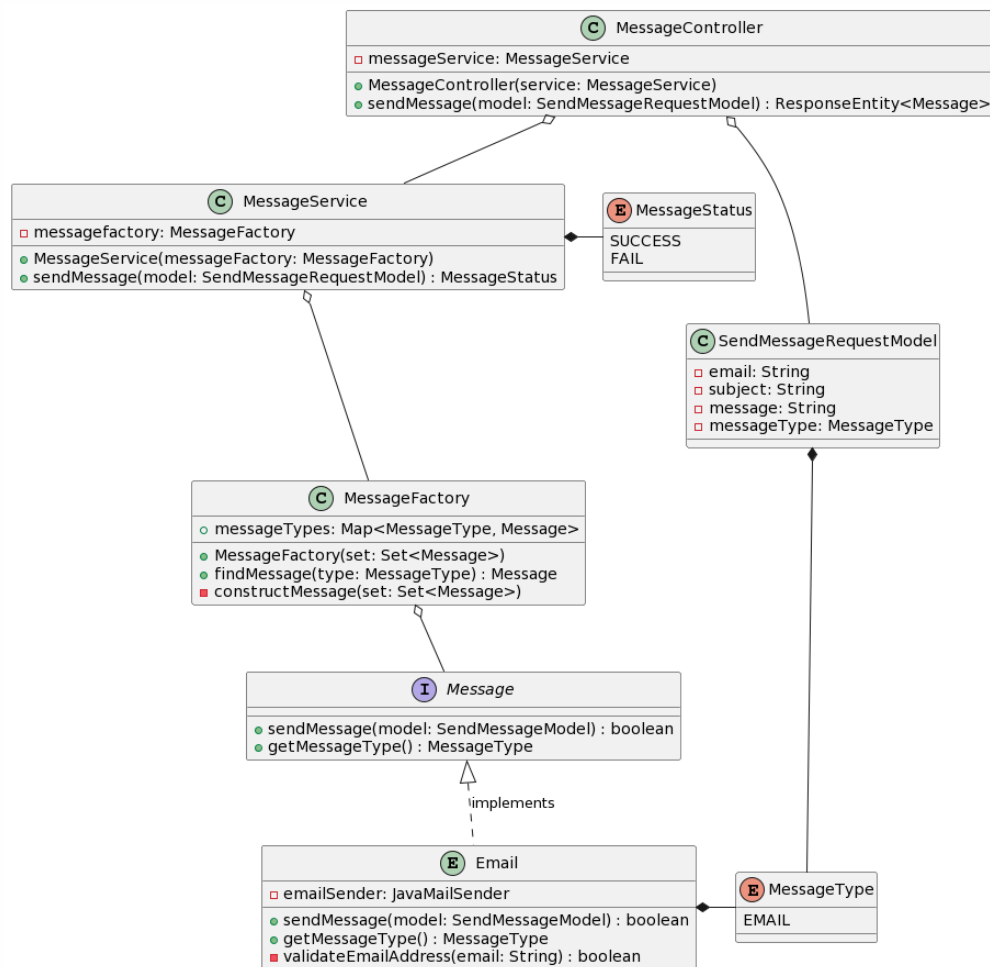 C MessageController
messageService: MessageService
MessageController(service: MessageService)
sendMessage(model: SendMessageRequestModel) : ResponseEntity<Message>
C MessageService
messagefactory: MessageFactory
MessageService(messageFactory: MessageFactory)
sendMessage(model: SendMessageRequestModel) : MessageStatus
E MessageStatus
SUCCESS
FAIL
C SendMessageRequestModel
email: String
subject: String
message: String
messageType: MessageType
C MessageFactory
messageTypes: Map<MessageType, Message>
MessageFactory(set: Set<Message>)
findMessage(type: MessageType) : Message
constructMessage(set: Set<Message>)
I Message
sendMessage(model: SendMessageModel) : boolean
getMessageType() : MessageType
implements
E Email
emailSender: JavaMailSender
sendMessage(model: SendMessageModel) : boolean
getMessageType() : MessageType
validateEmailAddress(email: String) : boolean
E MessageType
EMAIL